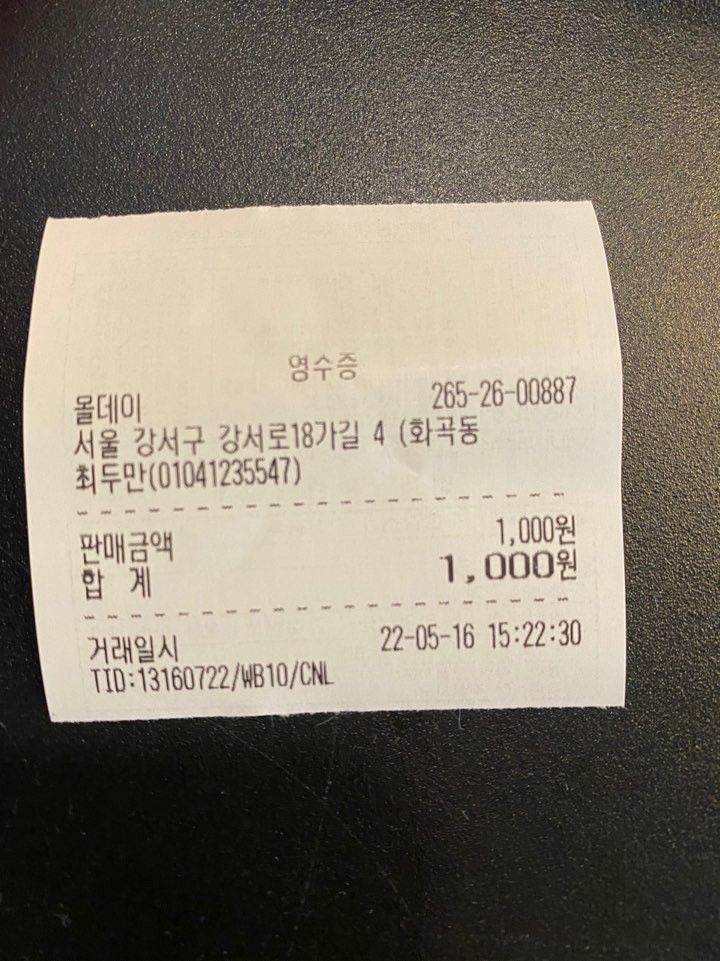 영수증
몰데이 265-26-00887
서울 강서구 강서로18가길 4 (화곡동
최두만(01041235547)
판매금액 1,000원
합 계 1,000원
거래일시 22-05-16 15:22:30
TID:13160722/WB10/CNL